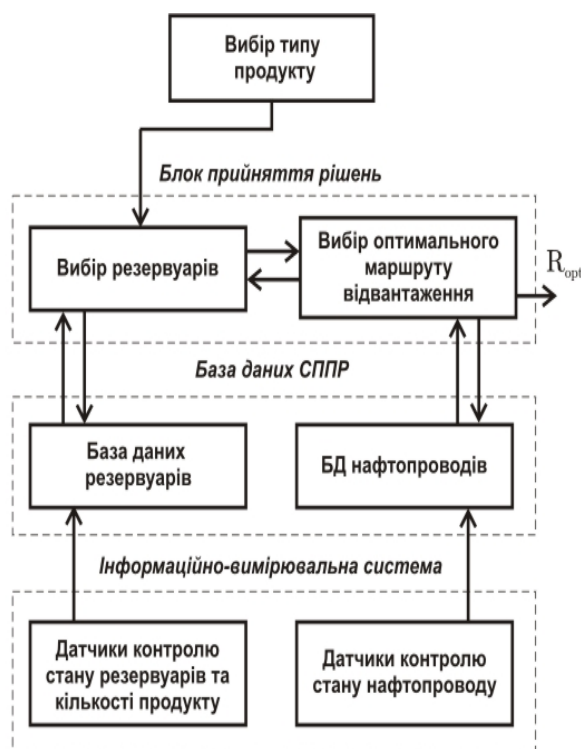 Вибір типу
продукту
Блок прийняття рішень
Вибір резервуарів
Вибір оптимального
маршруту
відвантаження
R_opt
База даних СППР
База даних
резервуарів
БД нафтопроводів
Інформаційно-вимірювальна система
Датчики контролю
стану резервуарів та
кількості продукту
Датчики контролю
стану нафтопроводу